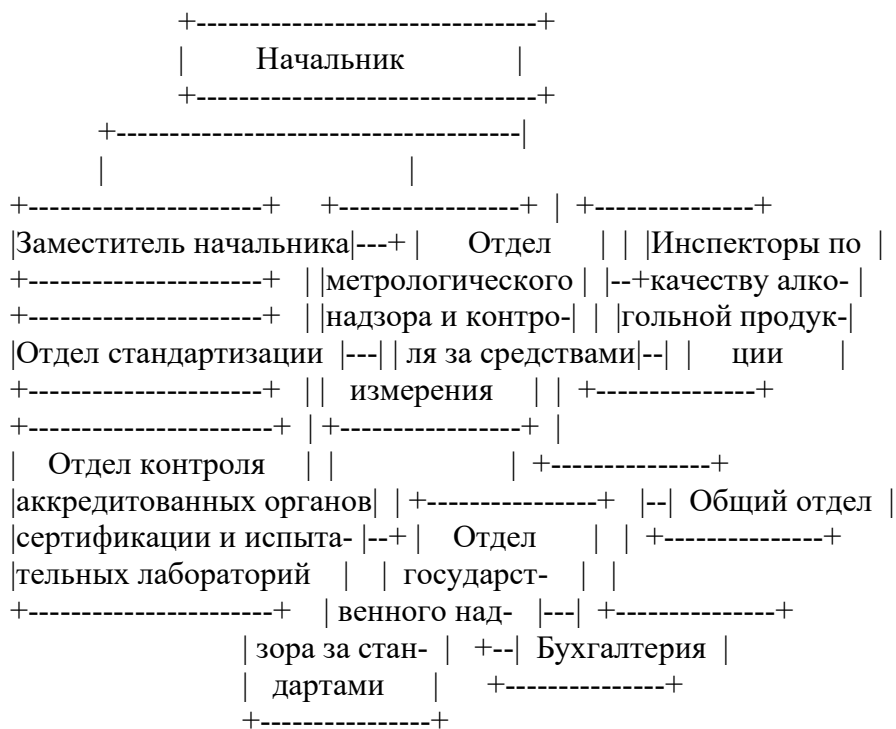 Начальник
Заместитель начальника Отдел Инспекторы по
метрологического качеству алко-
надзора и контро- гольной продук-
Отдел стандартизации ля за средствами ции
измерения
Отдел контроля
аккредитованных органов Общий отдел
сертификации и испыта- Отдел
тельных лабораторий государст-
венного над-
зора за стан- Бухгалтерия
дартами